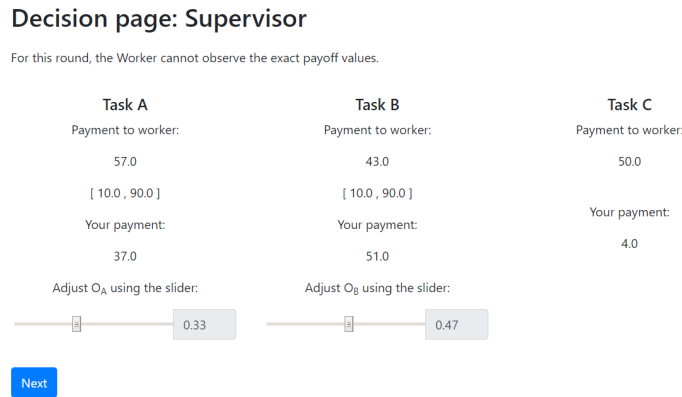 Decision page: Supervisor
For this round, the Worker cannot observe the exact payoff values.
Task A Task B Task C
Payment to worker: Payment to worker: Payment to worker:
57.0 43.0 50.0
[ 10.0 , 90.0 ] [ 10.0 , 90.0 ]
Your payment: Your payment: Your payment:
37.0 51.0 4.0
Adjust OA using the slider: Adjust OB using the slider:
0.33 0.47
Next